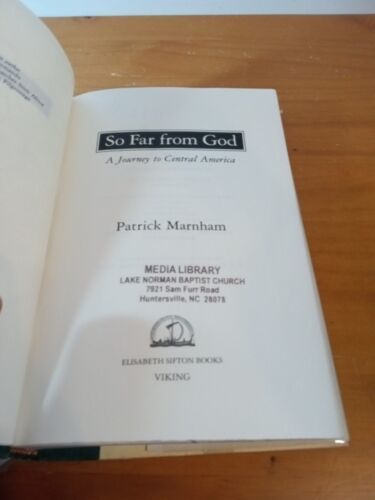 So Far from God
A Journey to Central America
Patrick Marnham
MEDIA LIBRARY
LAKE NORMAN BAPTIST CHURCH
7921 Sam Furr Road
Huntersville, NC 28078
ELISABETH SIFTON BOOKS
VIKING